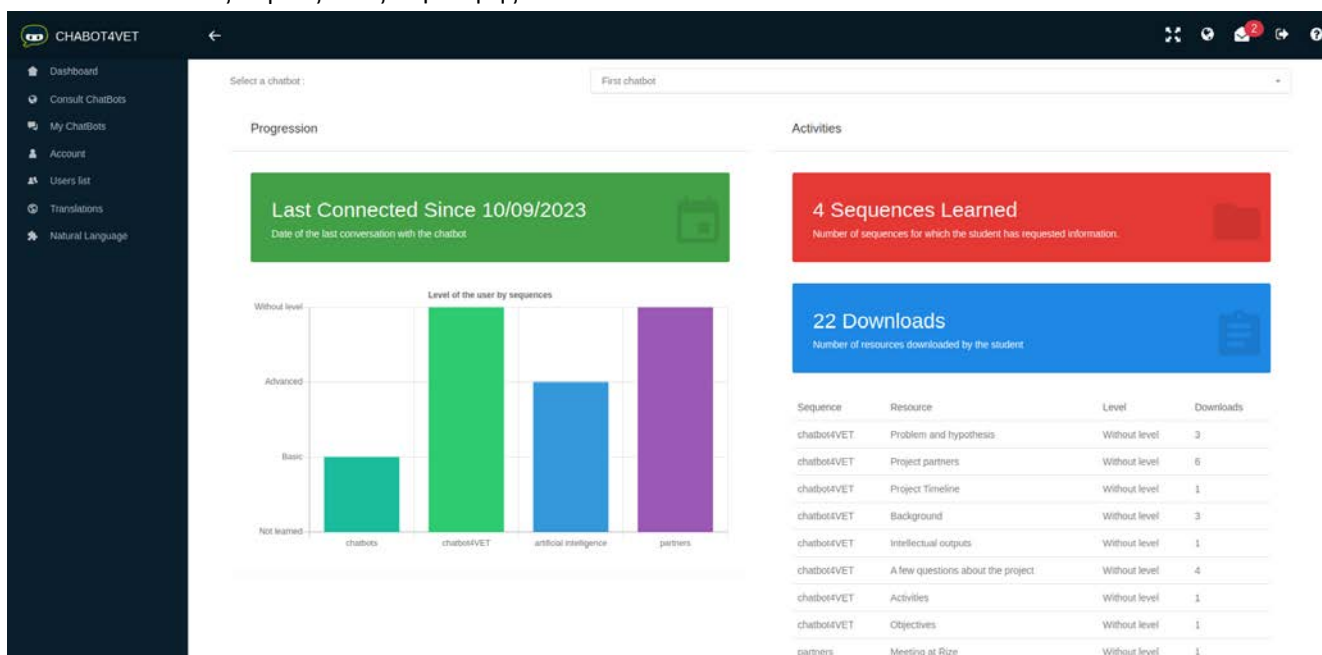 CHABOT4VET
2
Dashboard
Consult ChatBots
My ChatBots
Account
Users list
Translations
Natural Language
Select a chatbot :
First chatbot
Progression
Last Connected Since 10/09/2023
Date of the last conversation with the chatbot
Level of the user by sequences
Without level
Advanced
Basic
Not learned
chatbots chatbot4VET artificial intelligence partners
Activities
4 Sequences Learned
Number of sequences for which the student has requested information.
22 Downloads
Number of resources downloaded by the student
Sequence Resource Level Downloads
chatbot4VET Problem and hypothesis Without level 3
chatbot4VET Project partners Without level 6
chatbot4VET Project Timeline Without level 1
chatbot4VET Background Without level 3
chatbot4VET Intellectual outputs Without level 1
chatbot4VET A few questions about the project Without level 4
chatbot4VET Activities Without level 1
chatbot4VET Objectives Without level 1
partners Meeting at Rize Without level 1